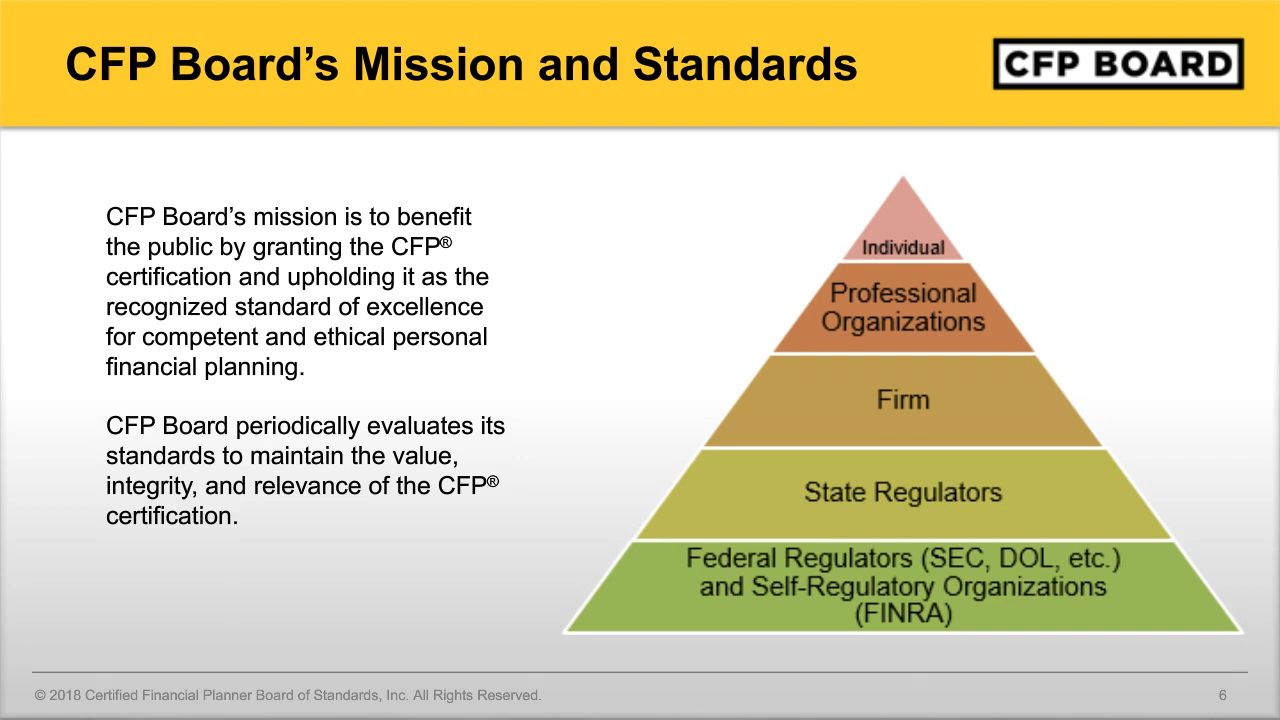 CFP Board’s Mission and Standards
CFP BOARD
CFP Board’s mission is to benefit
the public by granting the CFP®
certification and upholding it as the
recognized standard of excellence
for competent and ethical personal
financial planning.
CFP Board periodically evaluates its
standards to maintain the value,
integrity, and relevance of the CFP®
certification.
Individual
Professional
Organizations
Firm
State Regulators
Federal Regulators (SEC, DOL, etc.)
and Self-Regulatory Organizations
(FINRA)
© 2018 Certified Financial Planner Board of Standards, Inc. All Rights Reserved.
6